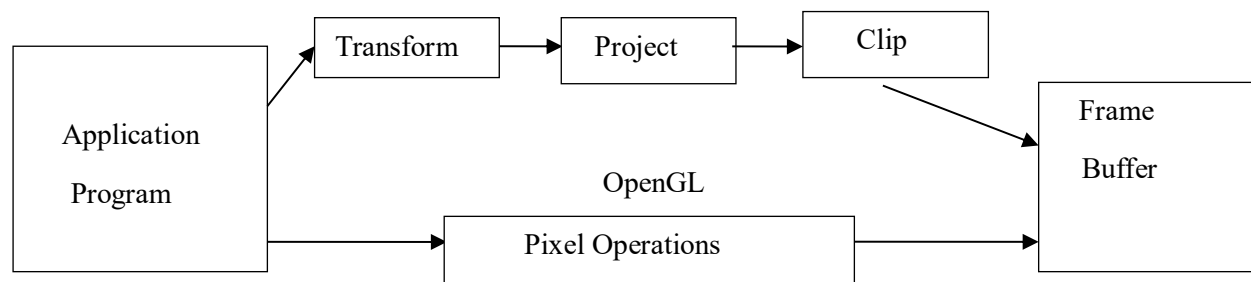 Transform
Project
Clip
Application
Program
Frame
Buffer
OpenGL
Pixel Operations